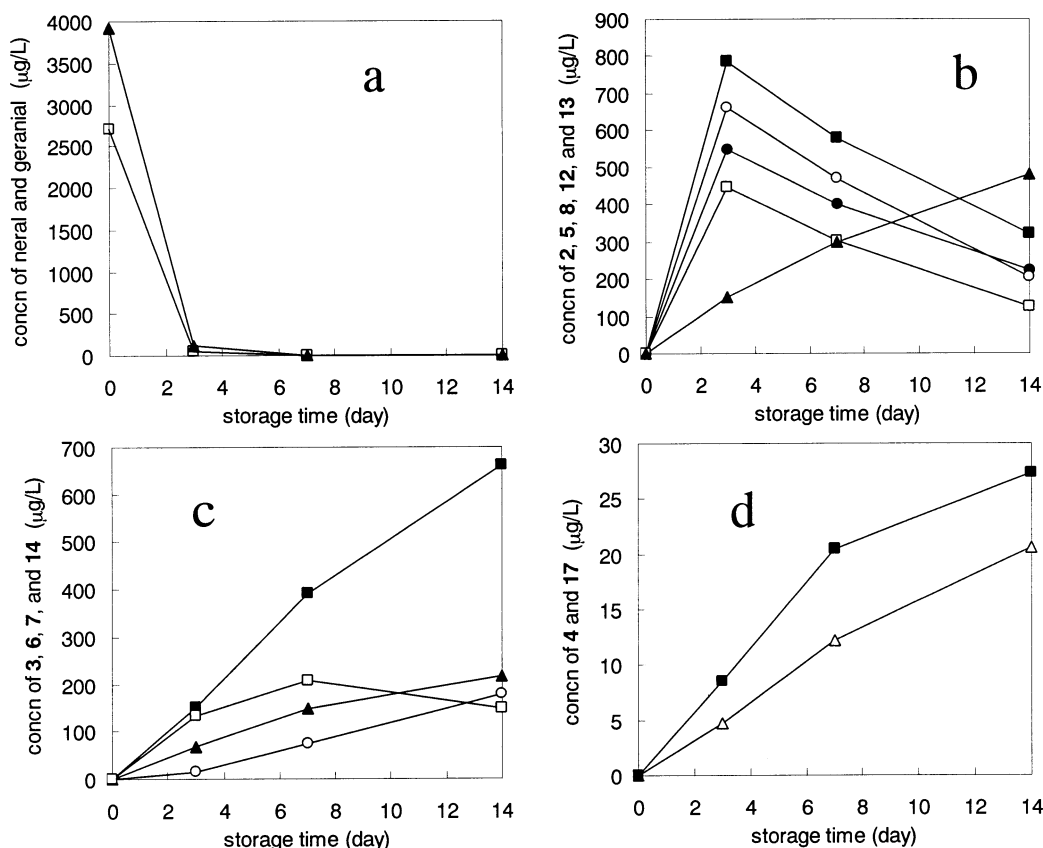 4000
3500
3000
2500
2000
1500
1000
500
0
concn of neral and geranial (µg/L)
a
0 2 4 6 8 10 12 14
storage time (day)
900
800
700
600
500
400
300
200
100
0
concn of 2, 5, 8, 12, and 13 (µg/L)
b
0 2 4 6 8 10 12 14
storage time (day)
700
600
500
400
300
200
100
0
concn of 3, 6, 7, and 14 (µg/L)
c
0 2 4 6 8 10 12 14
storage time (day)
30
25
20
15
10
5
0
concn of 4 and 17 (µg/L)
d
0 2 4 6 8 10 12 14
storage time (day)